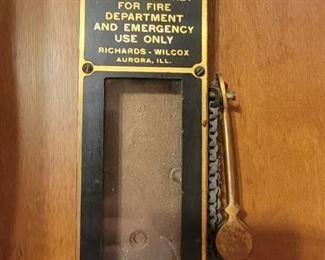 FOR FIRE
DEPARTMENT
AND EMERGENCY
USE ONLY
RICHARDS-WILCOX
AURORA, ILL.